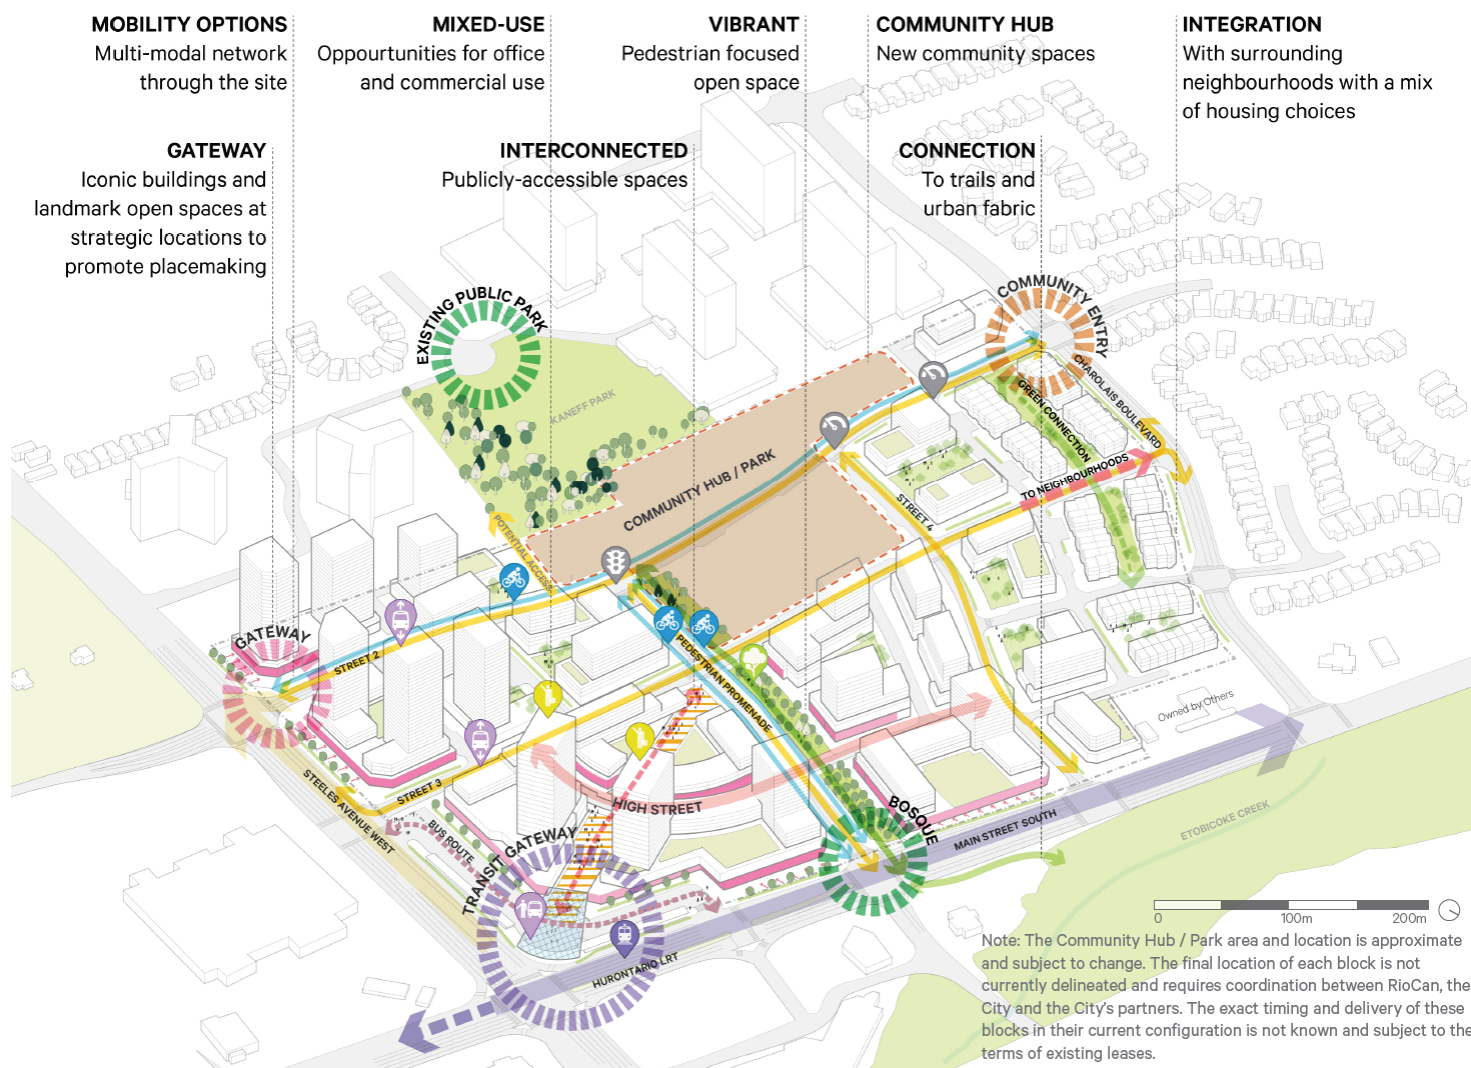 MOBILITY OPTIONS
Multi-modal network
through the site
MIXED-USE
Oppourtunities for office
and commercial use
VIBRANT
Pedestrian focused
open space
COMMUNITY HUB
New community spaces
INTEGRATION
With surrounding
neighbourhoods with a mix
of housing choices
GATEWAY
Iconic buildings and
landmark open spaces at
strategic locations to
promote placemaking
INTERCONNECTED
Publicly-accessible spaces
CONNECTION
To trails and
urban fabric
EXISTING PUBLIC PARK
COMMUNITY ENTRY
KANEFF PARK
CHAROLAIS BOULEVARD
GREEN CONNECTION
COMMUNITY HUB / PARK
TO NEIGHBOURHOODS
STREET 4
POTENTIAL ACCESS
GATEWAY
STREET 2
PEDESTRIAN PROMENADE
Owned by Others
STREET 3
STEELES AVENUE WEST
HIGH STREET
BUS ROUTE
BOSQUE
MAIN STREET SOUTH
ETOBICOKE CREEK
TRANSIT GATEWAY
HURONTARIO LRT
0 100m 200m
Note: The Community Hub / Park area and location is approximate
and subject to change. The final location of each block is not
currently delineated and requires coordination between RioCan, the
City and the City's partners. The exact timing and delivery of these
blocks in their current configuration is not known and subject to the
terms of existing leases.